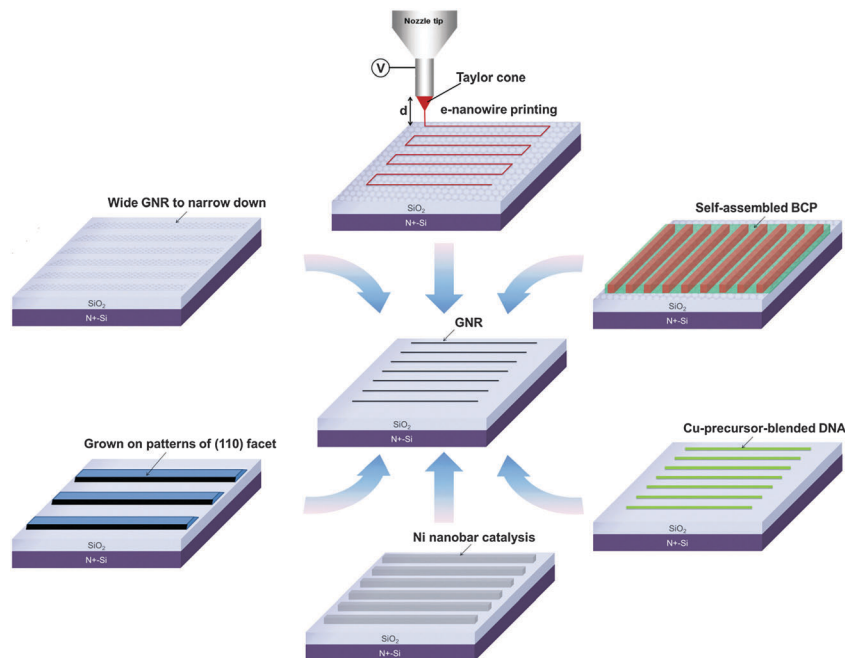 Nozzle tip
V
Taylor cone
d
e-nanowire printing
SiO₂
N+-Si
Wide GNR to narrow down
SiO₂
N+-Si
Self-assembled BCP
SiO₂
N+-Si
GNR
SiO₂
N+-Si
Grown on patterns of (110) facet
SiO₂
N+-Si
Cu-precursor-blended DNA
SiO₂
N+-Si
Ni nanobar catalysis
SiO₂
N+-Si